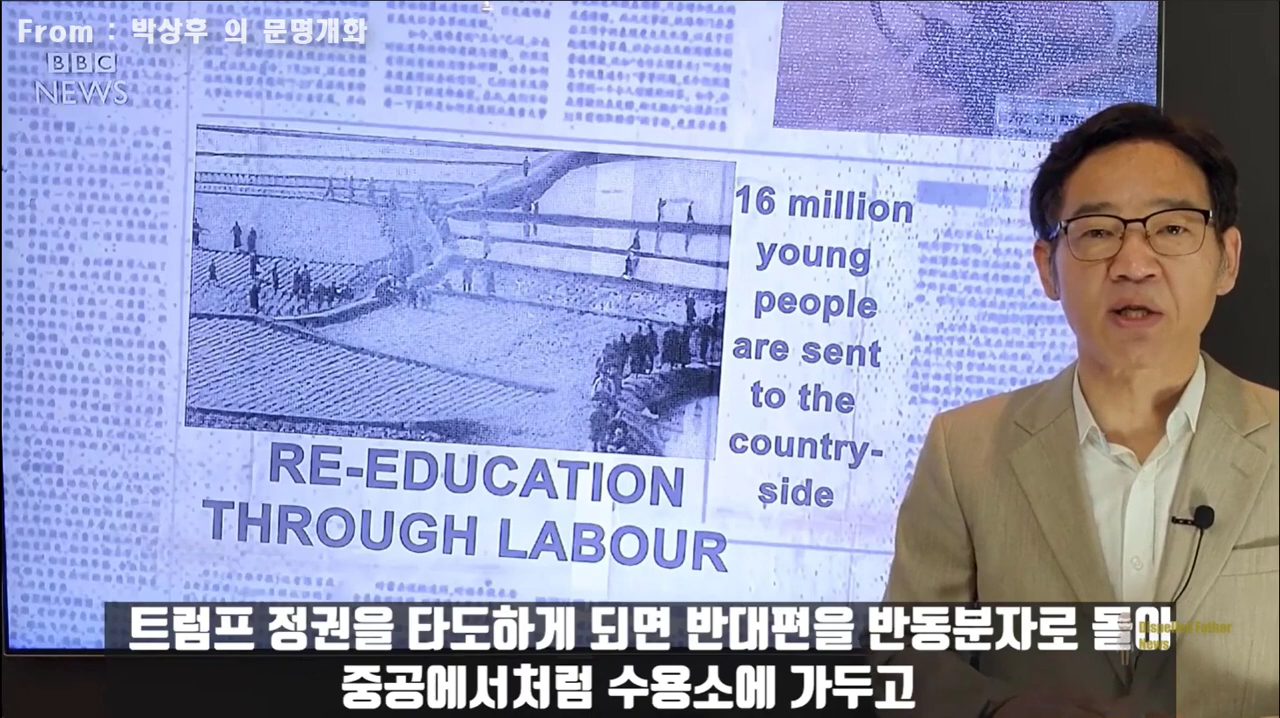 From : 박상후 의 문명개화
BBC
NEWS
16 million
young
people
are sent
to the
country-
side
RE-EDUCATION
THROUGH LABOUR
트럼프 정권을 타도하게 되면 반대편을 반동분자로 몰아
Dispelled Father
News
중공에서처럼 수용소에 가두고